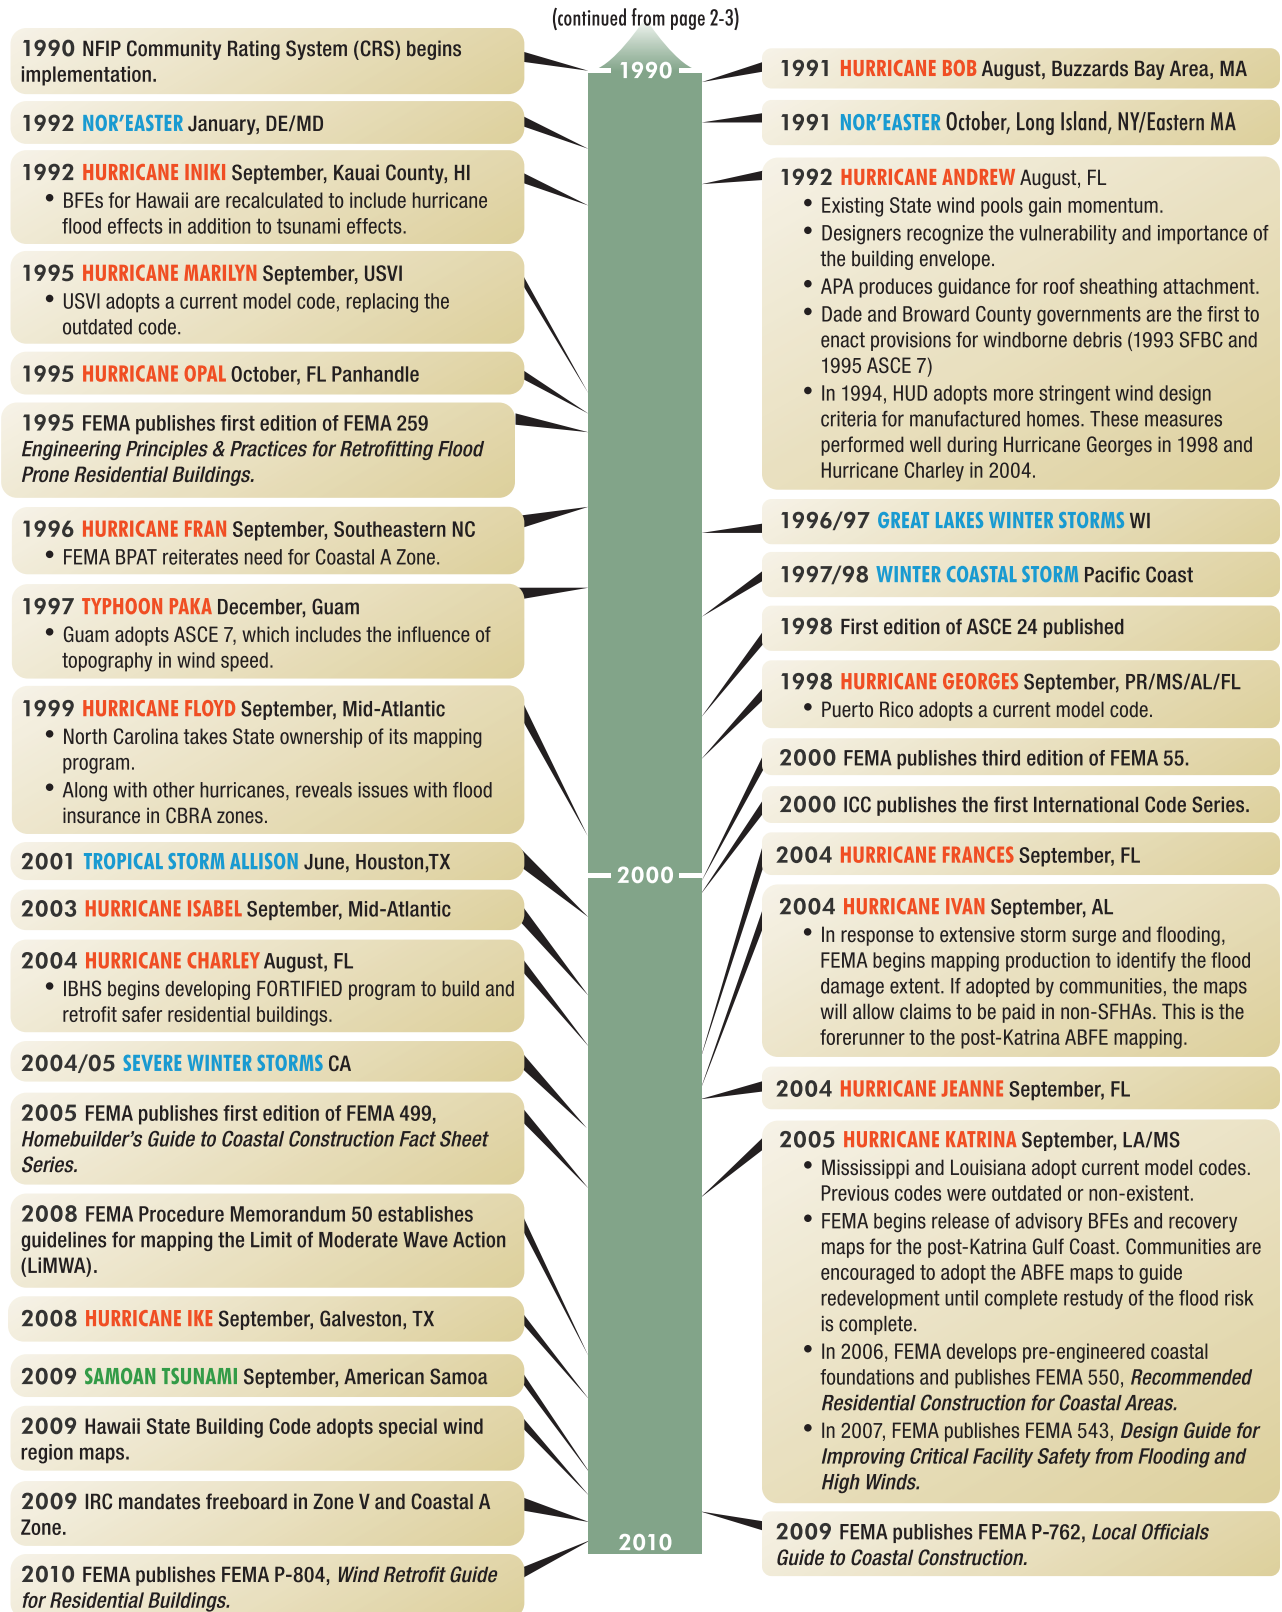 (continued from page 2-3)
1990 NFIP Community Rating System (CRS) begins
implementation.
1992 NOR’EASTER January, DE/MD
1992 HURRICANE INIKI September, Kauai County, HI
• BFEs for Hawaii are recalculated to include hurricane
flood effects in addition to tsunami effects.
1995 HURRICANE MARILYN September, USVI
• USVI adopts a current model code, replacing the
outdated code.
1995 HURRICANE OPAL October, FL Panhandle
1995 FEMA publishes first edition of FEMA 259
Engineering Principles & Practices for Retrofitting Flood
Prone Residential Buildings.
1996 HURRICANE FRAN September, Southeastern NC
• FEMA BPAT reiterates need for Coastal A Zone.
1997 TYPHOON PAKA December, Guam
• Guam adopts ASCE 7, which includes the influence of
topography in wind speed.
1999 HURRICANE FLOYD September, Mid-Atlantic
• North Carolina takes State ownership of its mapping
program.
• Along with other hurricanes, reveals issues with flood
insurance in CBRA zones.
2001 TROPICAL STORM ALLISON June, Houston,TX
2003 HURRICANE ISABEL September, Mid-Atlantic
2004 HURRICANE CHARLEY August, FL
• IBHS begins developing FORTIFIED program to build and
retrofit safer residential buildings.
2004/05 SEVERE WINTER STORMS CA
2005 FEMA publishes first edition of FEMA 499,
Homebuilder’s Guide to Coastal Construction Fact Sheet
Series.
2008 FEMA Procedure Memorandum 50 establishes
guidelines for mapping the Limit of Moderate Wave Action
(LiMWA).
2008 HURRICANE IKE September, Galveston, TX
2009 SAMOAN TSUNAMI September, American Samoa
2009 Hawaii State Building Code adopts special wind
region maps.
2009 IRC mandates freeboard in Zone V and Coastal A
Zone.
2010 FEMA publishes FEMA P-804, Wind Retrofit Guide
for Residential Buildings.
1990
2000
2010
1991 HURRICANE BOB August, Buzzards Bay Area, MA
1991 NOR’EASTER October, Long Island, NY/Eastern MA
1992 HURRICANE ANDREW August, FL
• Existing State wind pools gain momentum.
• Designers recognize the vulnerability and importance of
the building envelope.
• APA produces guidance for roof sheathing attachment.
• Dade and Broward County governments are the first to
enact provisions for windborne debris (1993 SFBC and
1995 ASCE 7)
• In 1994, HUD adopts more stringent wind design
criteria for manufactured homes. These measures
performed well during Hurricane Georges in 1998 and
Hurricane Charley in 2004.
1996/97 GREAT LAKES WINTER STORMS WI
1997/98 WINTER COASTAL STORM Pacific Coast
1998 First edition of ASCE 24 published
1998 HURRICANE GEORGES September, PR/MS/AL/FL
• Puerto Rico adopts a current model code.
2000 FEMA publishes third edition of FEMA 55.
2000 ICC publishes the first International Code Series.
2004 HURRICANE FRANCES September, FL
2004 HURRICANE IVAN September, AL
• In response to extensive storm surge and flooding,
FEMA begins mapping production to identify the flood
damage extent. If adopted by communities, the maps
will allow claims to be paid in non-SFHAs. This is the
forerunner to the post-Katrina ABFE mapping.
2004 HURRICANE JEANNE September, FL
2005 HURRICANE KATRINA September, LA/MS
• Mississippi and Louisiana adopt current model codes.
Previous codes were outdated or non-existent.
• FEMA begins release of advisory BFEs and recovery
maps for the post-Katrina Gulf Coast. Communities are
encouraged to adopt the ABFE maps to guide
redevelopment until complete restudy of the flood risk
is complete.
• In 2006, FEMA develops pre-engineered coastal
foundations and publishes FEMA 550, Recommended
Residential Construction for Coastal Areas.
• In 2007, FEMA publishes FEMA 543, Design Guide for
Improving Critical Facility Safety from Flooding and
High Winds.
2009 FEMA publishes FEMA P-762, Local Officials
Guide to Coastal Construction.